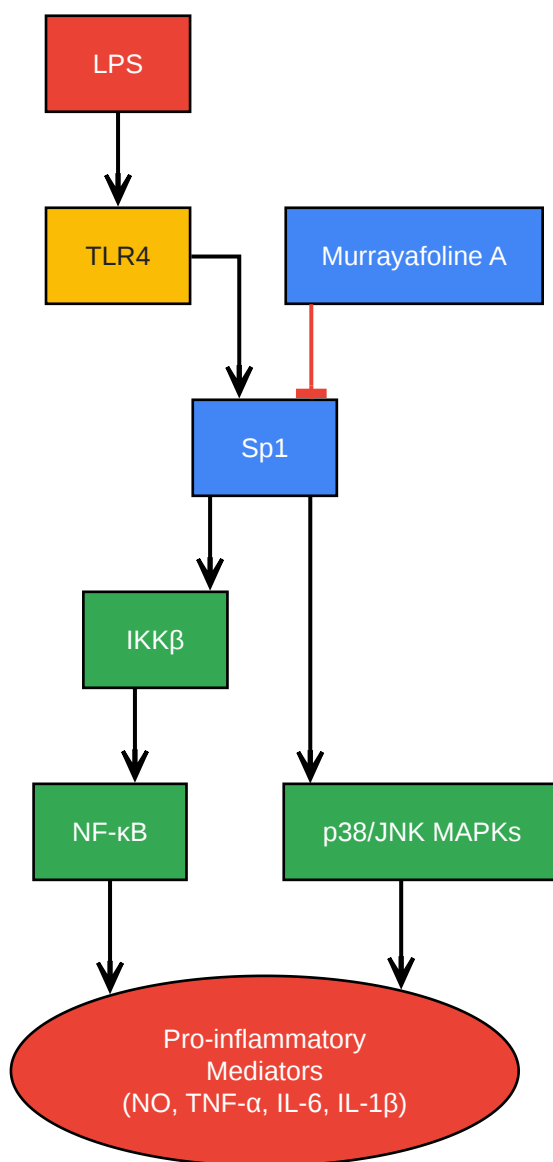 LPS
TLR4
Murrayafoline A
Sp1
IKKβ
NF-κB
p38/JNK MAPKs
Pro-inflammatory
Mediators
(NO, TNF-α, IL-6, IL-1β)